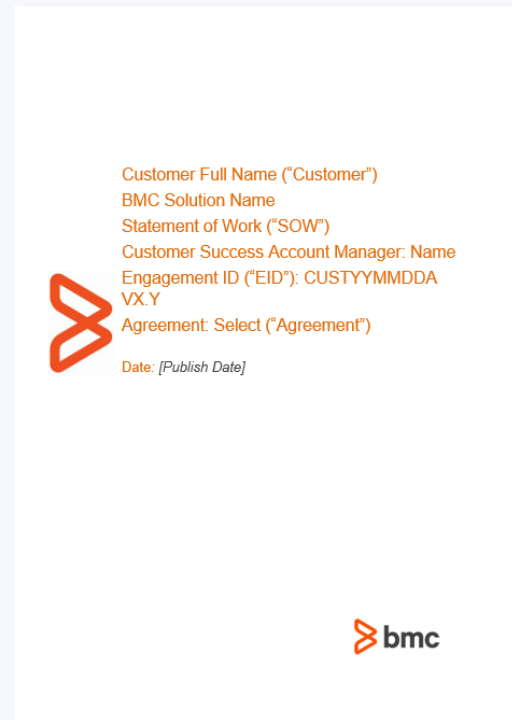 Customer Full Name (“Customer”)
BMC Solution Name
Statement of Work (“SOW”)
Customer Success Account Manager: Name
Engagement ID (“EID”): CUSTYYMMDDA
VX.Y
Agreement: Select (“Agreement”)
Date: [Publish Date]
bmc